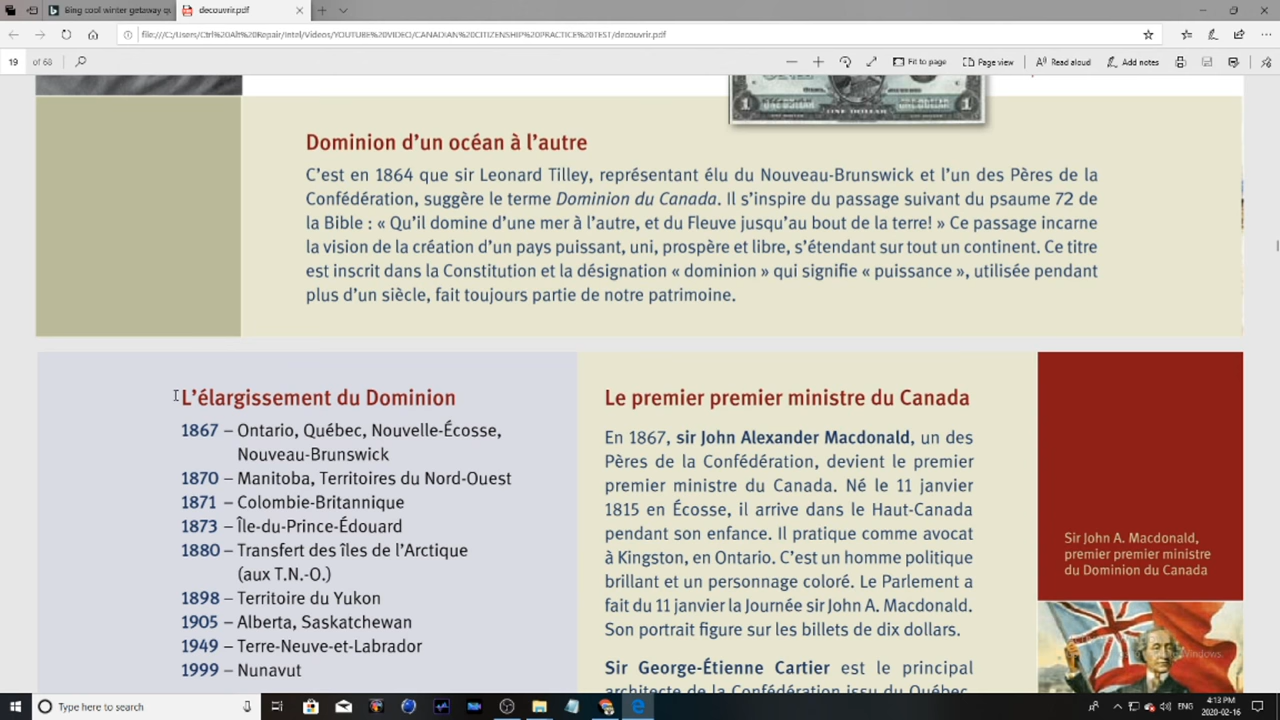 Bing cool winter getaway qu
decouvrir.pdf
file:///C:/Users/Ctrl%20Alt%20Repair/Intel/Videos/YOUTUBE%20VIDEO/CANADIAN%20CITIZENSHIP%20PRACTICE%20TEST/decouvrir.pdf
19 of 68
Fit to page
Page view
Read aloud
Add notes
1 ONE DOLLAR 1
Dominion d’un océan à l’autre
C’est en 1864 que sir Leonard Tilley, représentant élu du Nouveau-Brunswick et l’un des Pères de la
Confédération, suggère le terme Dominion du Canada. Il s’inspire du passage suivant du psaume 72 de
la Bible : « Qu’il domine d’une mer à l’autre, et du Fleuve jusqu’au bout de la terre! » Ce passage incarne
la vision de la création d’un pays puissant, uni, prospère et libre, s’étendant sur tout un continent. Ce titre
est inscrit dans la Constitution et la désignation « dominion » qui signifie « puissance », utilisée pendant
plus d’un siècle, fait toujours partie de notre patrimoine.
L’élargissement du Dominion
1867 – Ontario, Québec, Nouvelle-Écosse,
Nouveau-Brunswick
1870 – Manitoba, Territoires du Nord-Ouest
1871 – Colombie-Britannique
1873 – Île-du-Prince-Édouard
1880 – Transfert des îles de l’Arctique
(aux T.N.-O.)
1898 – Territoire du Yukon
1905 – Alberta, Saskatchewan
1949 – Terre-Neuve-et-Labrador
1999 – Nunavut
Le premier premier ministre du Canada
En 1867, sir John Alexander Macdonald, un des
Pères de la Confédération, devient le premier
premier ministre du Canada. Né le 11 janvier
1815 en Écosse, il arrive dans le Haut-Canada
pendant son enfance. Il pratique comme avocat
à Kingston, en Ontario. C’est un homme politique
brillant et un personnage coloré. Le Parlement a
fait du 11 janvier la Journée sir John A. Macdonald.
Son portrait figure sur les billets de dix dollars.
Sir George-Étienne Cartier est le principal
architecte de la Confédération issu du Québec.
Sir John A. Macdonald,
premier premier ministre
du Dominion du Canada
Type here to search
ENG
4:13 PM
2020-02-16